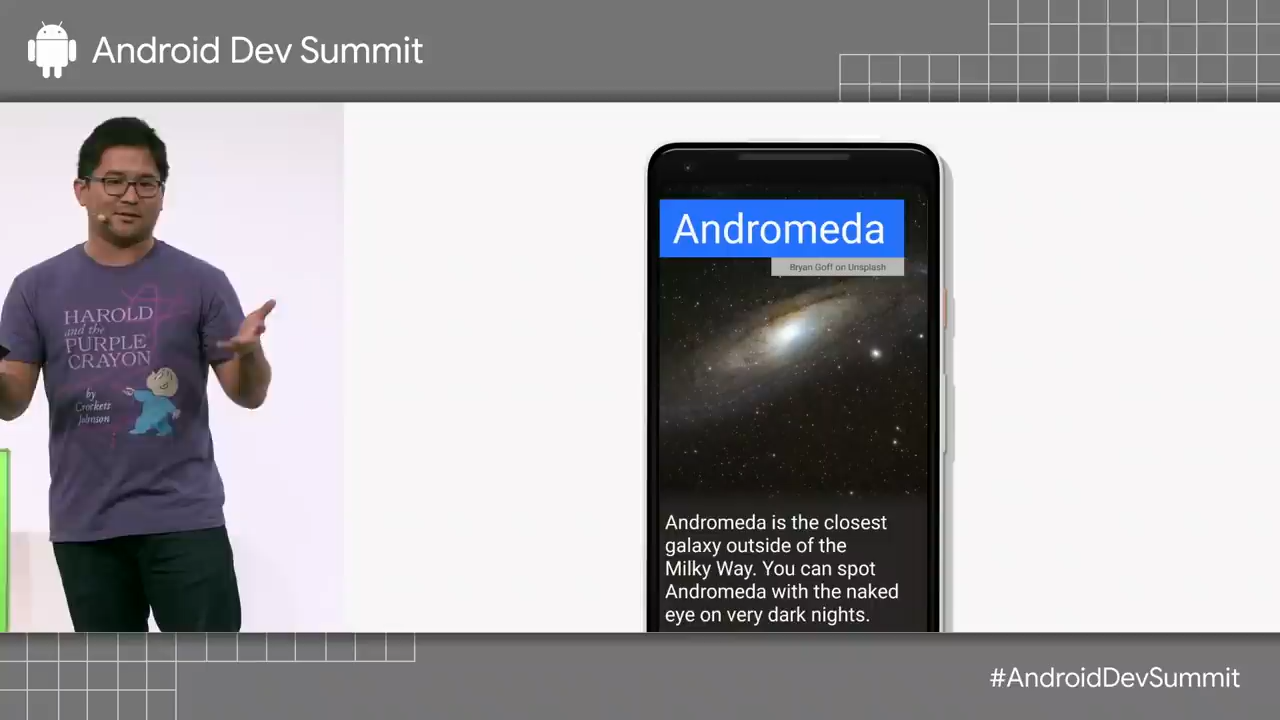 Android Dev Summit
HAROLD
and the
PURPLE
CRAYON
by
Crockett
Johnson
Andromeda
Bryan Goff on Unsplash
Andromeda is the closest
galaxy outside of the
Milky Way. You can spot
Andromeda with the naked
eye on very dark nights.
#AndroidDevSummit